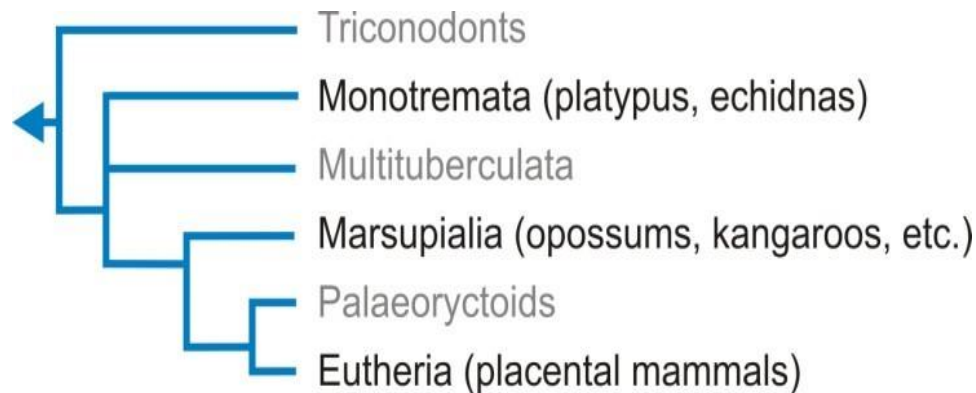 Triconodonts
Monotremata (platypus, echidnas)
Multituberculata
Marsupialia (opossums, kangaroos, etc.)
Palaeoryctoids
Eutheria (placental mammals)